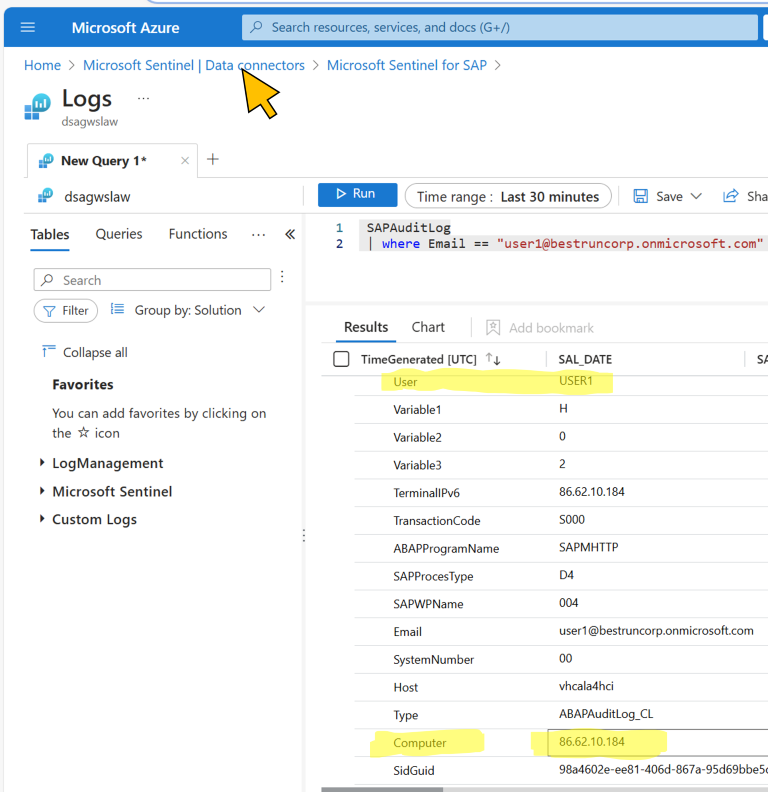 Microsoft Azure
Search resources, services, and docs (G+/)
Home > Microsoft Sentinel | Data connectors > Microsoft Sentinel for SAP >
Logs ...
dsagwslaw
New Query 1* × +
dsagwslaw
Run
Time range : Last 30 minutes
Save
Sha
Tables Queries Functions ... «
Search
Filter
Group by: Solution
Collapse all
Favorites
You can add favorites by clicking on
the ☆ icon
LogManagement
Microsoft Sentinel
Custom Logs
1 SAPAuditLog
2 | where Email == "user1@bestruncorp.onmicrosoft.com"
Results Chart Add bookmark
TimeGenerated [UTC] ↑↓ SAL_DATE SA
User USER1
Variable1 H
Variable2 0
Variable3 2
TerminalIPv6 86.62.10.184
TransactionCode S000
ABAPProgramName SAPMHTTP
SAPProcesType D4
SAPWPName 004
Email user1@bestruncorp.onmicrosoft.com
SystemNumber 00
Host vhcala4hci
Type ABAPAuditLog_CL
Computer 86.62.10.184
SidGuid 98a4602e-ee81-406d-867a-95d69bbe5